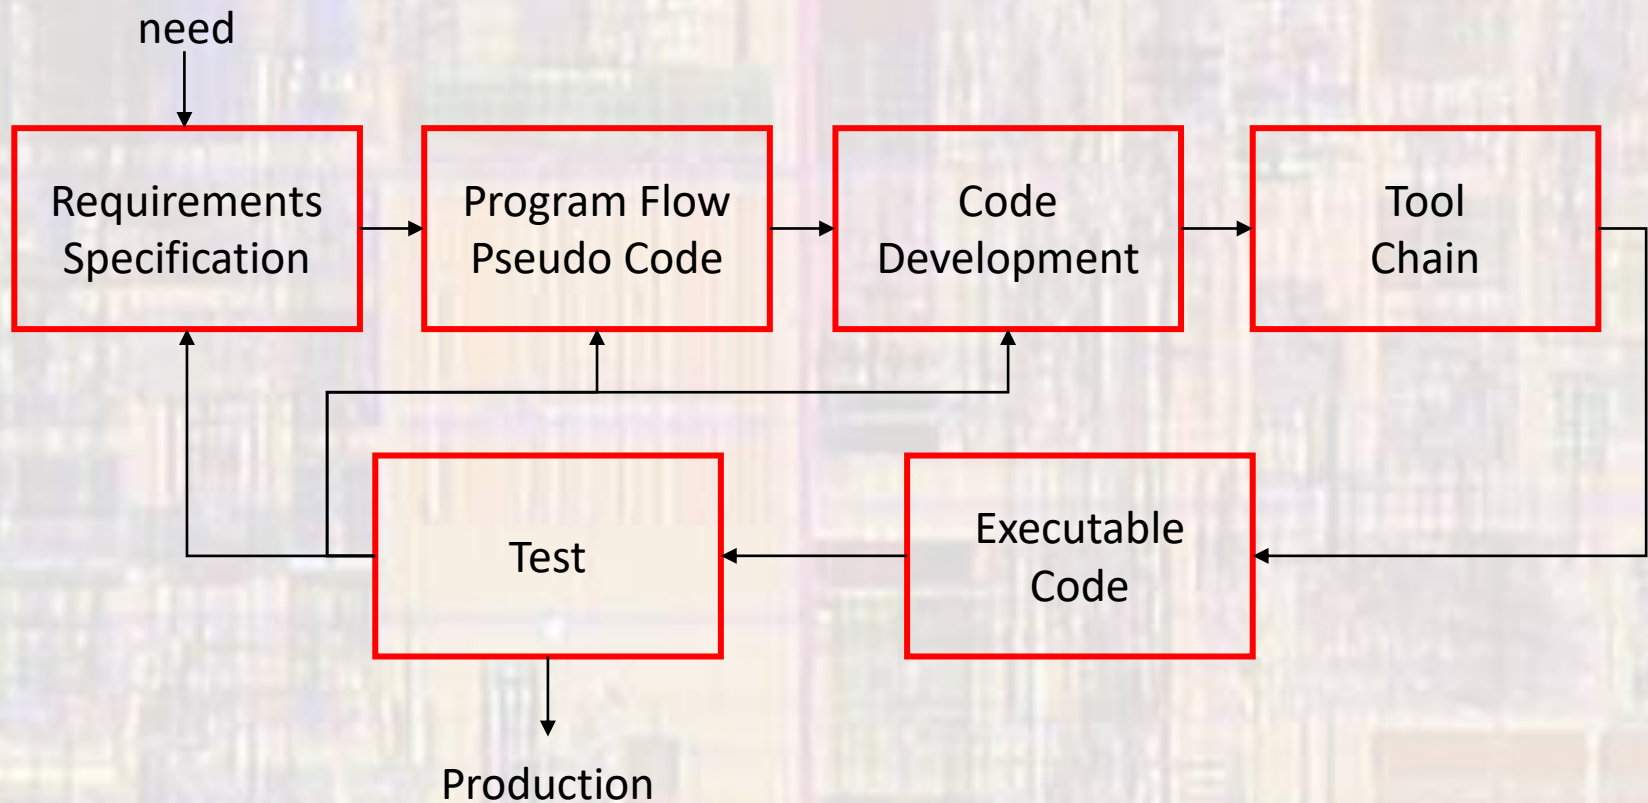 need
Requirements
Specification
Program Flow
Pseudo Code
Code
Development
Tool
Chain
Test
Executable
Code
Production